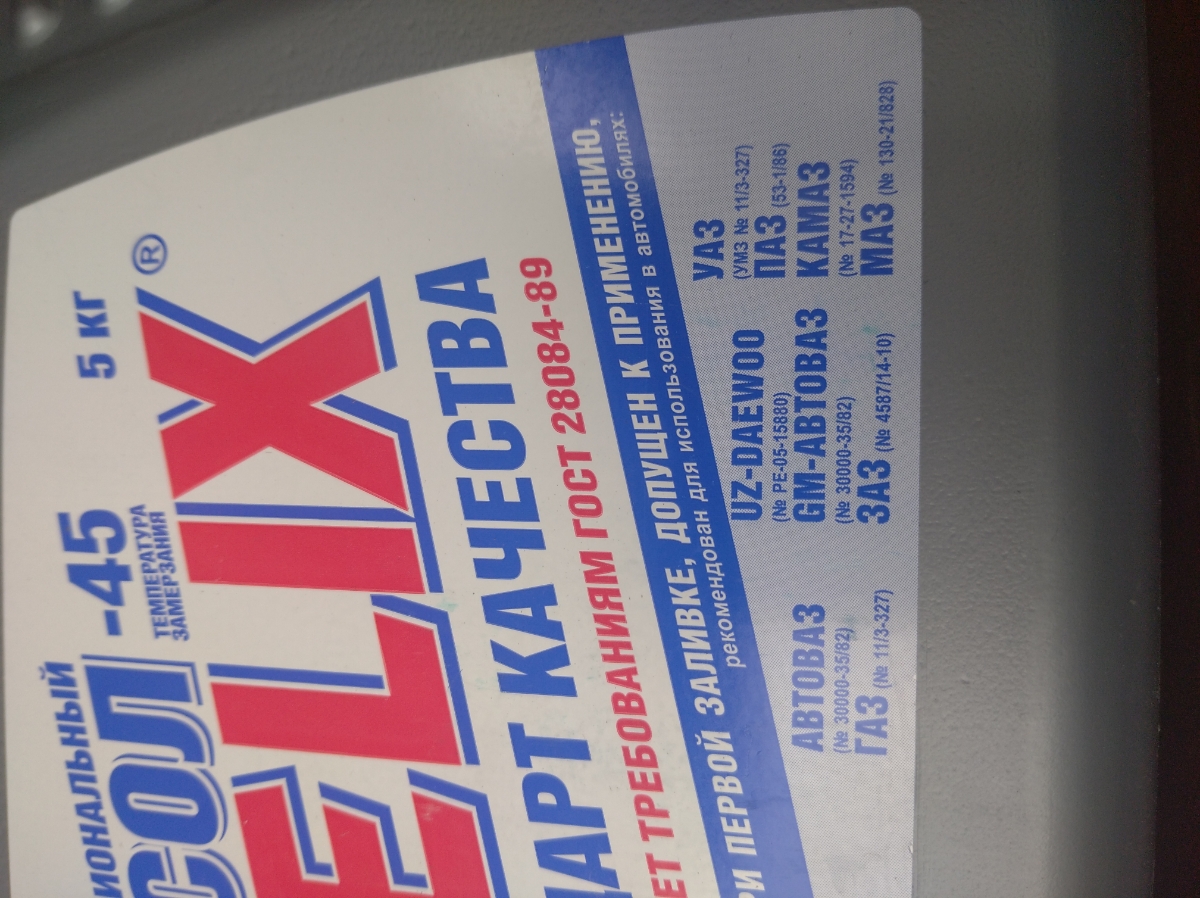 ИОНАЛЬНЫЙ
СОЛ
-45
ТЕМПЕРАТУРА
ЗАМЕРЗАНИЯ
5 КГ
ELIX®
ДАРТ КАЧЕСТВА
ЕТ ТРЕБОВАНИЯМ ГОСТ 28084-89
РИ ПЕРВОЙ ЗАЛИВКЕ, ДОПУЩЕН К ПРИМЕНЕНИЮ,
рекомендован для использования в автомобилях:
АВТОВАЗ
(№ 30000-35/82)
ГАЗ (№ 11/3-327)
UZ-DAEWOO
(№ PE-05-15880)
GM-АВТОВАЗ
(№ 30000-35/82)
ЗАЗ (№ 4587/14-10)
УАЗ
(УМЗ № 11/3-327)
ПАЗ (53-1/86)
КАМАЗ
(№ 17-27-1594)
МАЗ (№ 130-21/828)